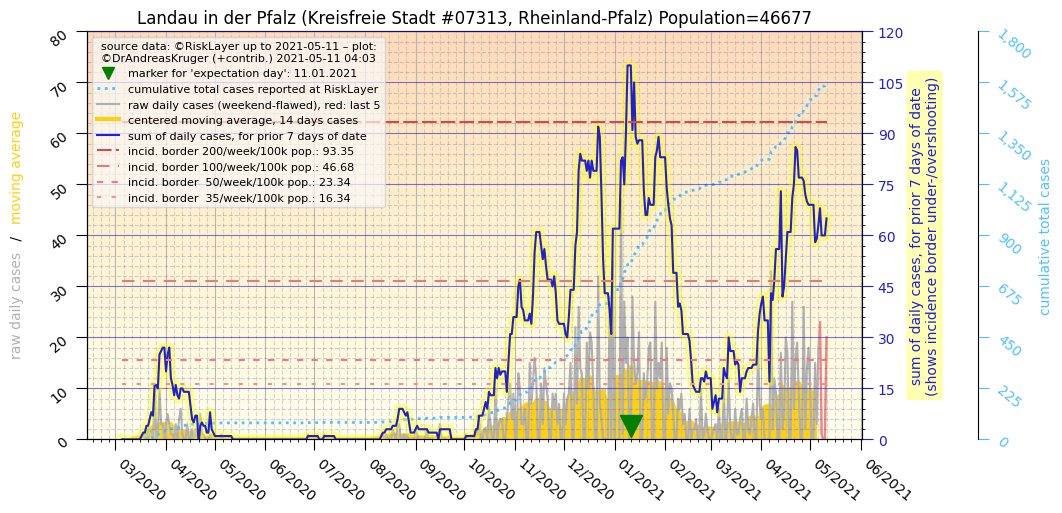 Landau in der Pfalz (Kreisfreie Stadt #07313, Rheinland-Pfalz) Population=46677
source data: ©RiskLayer up to 2021-05-11 – plot:
©DrAndreasKruger (+contrib.) 2021-05-11 04:03
marker for 'expectation day': 11.01.2021
cumulative total cases reported at RiskLayer
raw daily cases (weekend-flawed), red: last 5
centered moving average, 14 days cases
sum of daily cases, for prior 7 days of date
incid. border 200/week/100k pop.: 93.35
incid. border 100/week/100k pop.: 46.68
incid. border  50/week/100k pop.: 23.34
incid. border  35/week/100k pop.: 16.34
raw daily cases / moving average
80
70
60
50
40
30
20
10
0
03/2020
04/2020
05/2020
06/2020
07/2020
08/2020
09/2020
10/2020
11/2020
12/2020
01/2021
02/2021
03/2021
04/2021
05/2021
06/2021
120
105
90
75
60
45
30
15
0
sum of daily cases, for prior 7 days of date
(shows incidence border under-/overshooting)
1,800
1,575
1,350
1,125
900
675
450
225
0
cumulative total cases